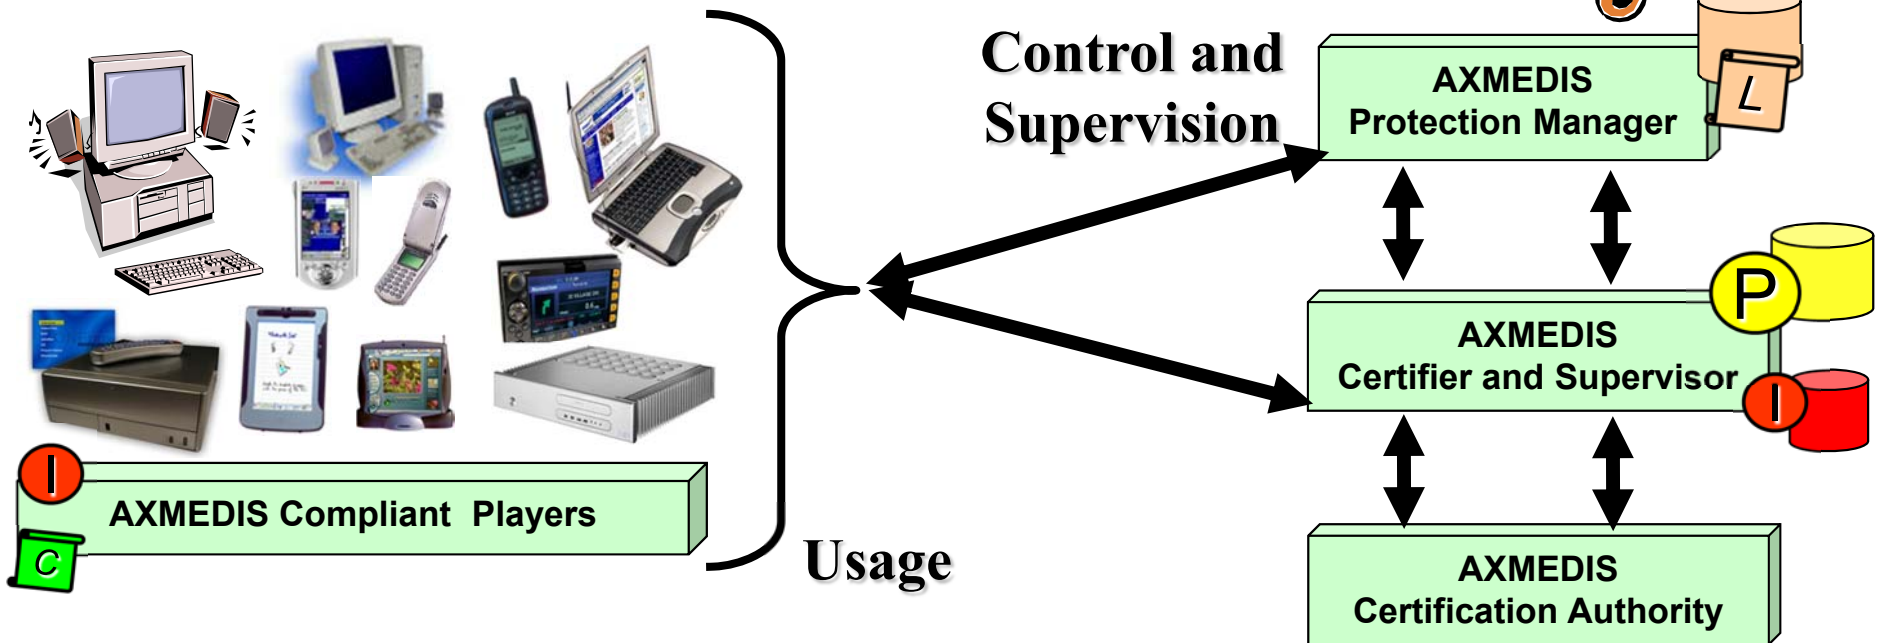 Control and
Supervision
AXMEDIS
Protection Manager
L
P
AXMEDIS
Certifier and Supervisor
I
I
AXMEDIS Compliant Players
C
Usage
AXMEDIS
Certification Authority